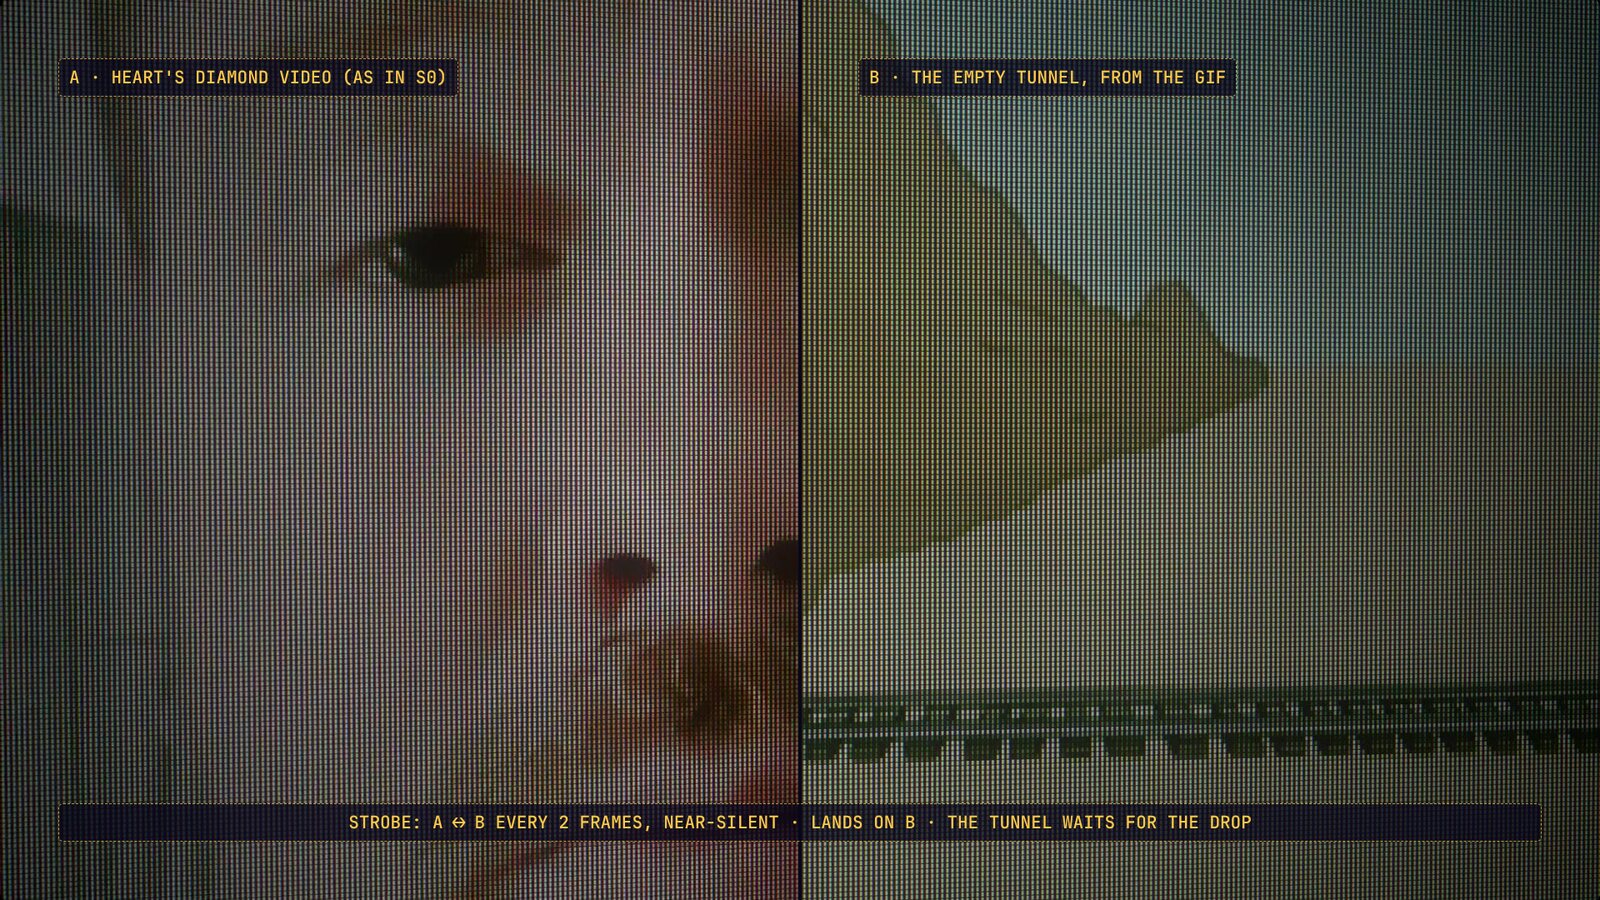 A · HEART'S DIAMOND VIDEO (AS IN S0)
B · THE EMPTY TUNNEL, FROM THE GIF
STROBE: A ↔ B EVERY 2 FRAMES, NEAR-SILENT · LANDS ON B · THE TUNNEL WAITS FOR THE DROP